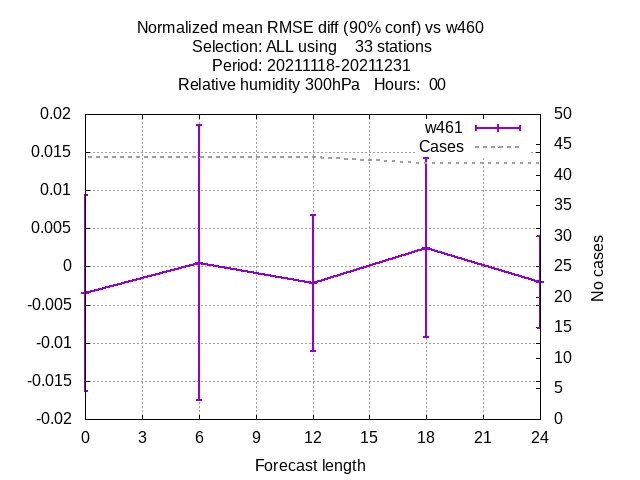 Normalized mean RMSE diff (90% conf) vs w460
Selection: ALL using 33 stations
Period: 20211118-20211231
Relative humidity 300hPa Hours: 00
0.02
0.015
0.01
0.005
0
-0.005
-0.01
-0.015
-0.02
w461
Cases
50
45
40
35
30
25
20
15
10
5
0
No cases
0 3 6 9 12 15 18 21 24
Forecast length